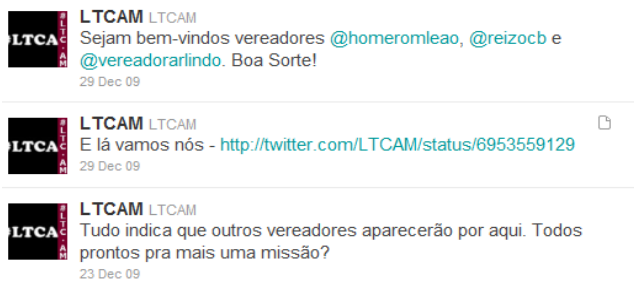 LTCAM LTCAM
Sejam bem-vindos vereadores @homeromleao, @reizocb e
@vereadorarlindo. Boa Sorte!
29 Dec 09
LTCAM LTCAM
E lá vamos nós - http://twitter.com/LTCAM/status/6953559129
29 Dec 09
LTCAM LTCAM
Tudo indica que outros vereadores aparecerão por aqui. Todos
prontos pra mais uma missão?
23 Dec 09